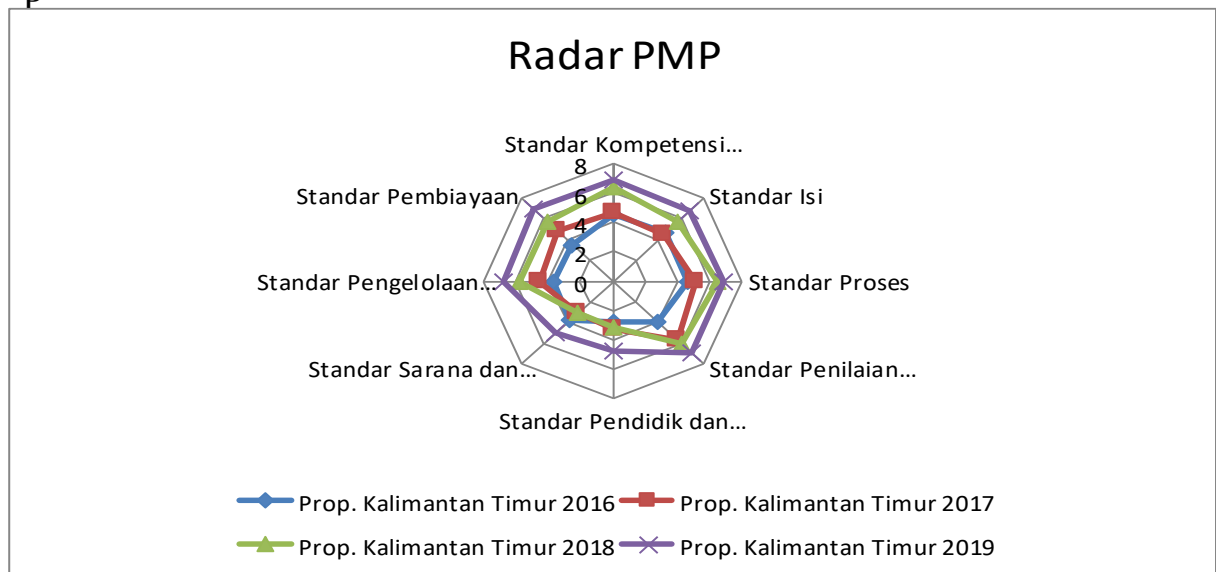 Radar PMP
Standar Kompetensi...
8
Standar Pembiayaan
6
Standar Isi
4
2
Standar Pengelolaan...
0
Standar Proses
Standar Sarana dan...
Standar Penilaian...
Standar Pendidik dan...
Prop. Kalimantan Timur 2016
Prop. Kalimantan Timur 2017
Prop. Kalimantan Timur 2018
Prop. Kalimantan Timur 2019